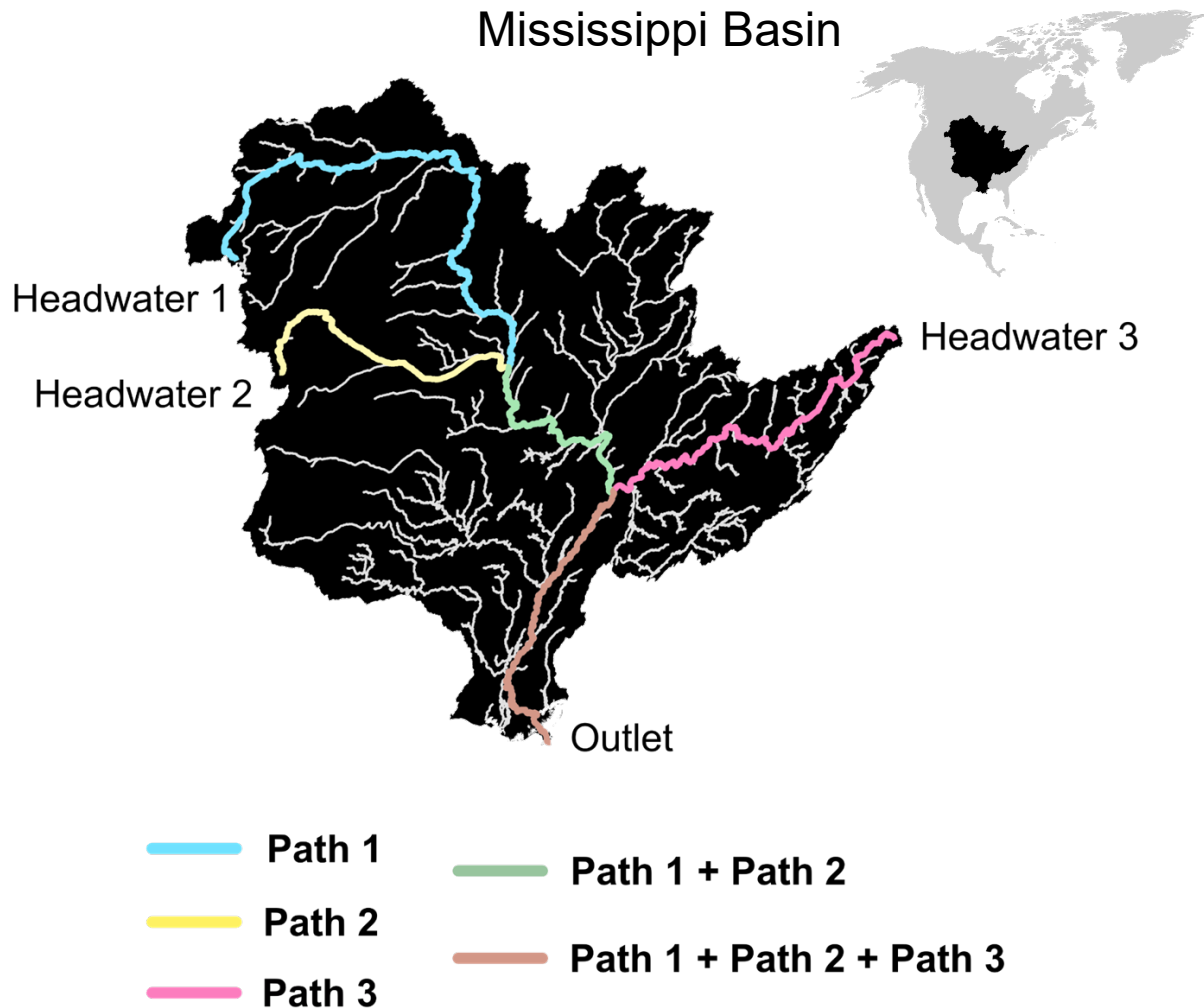 Mississippi Basin
Headwater 1
Headwater 3
Headwater 2
Outlet
Path 1
Path 2
Path 3
Path 1 + Path 2
Path 1 + Path 2 + Path 3